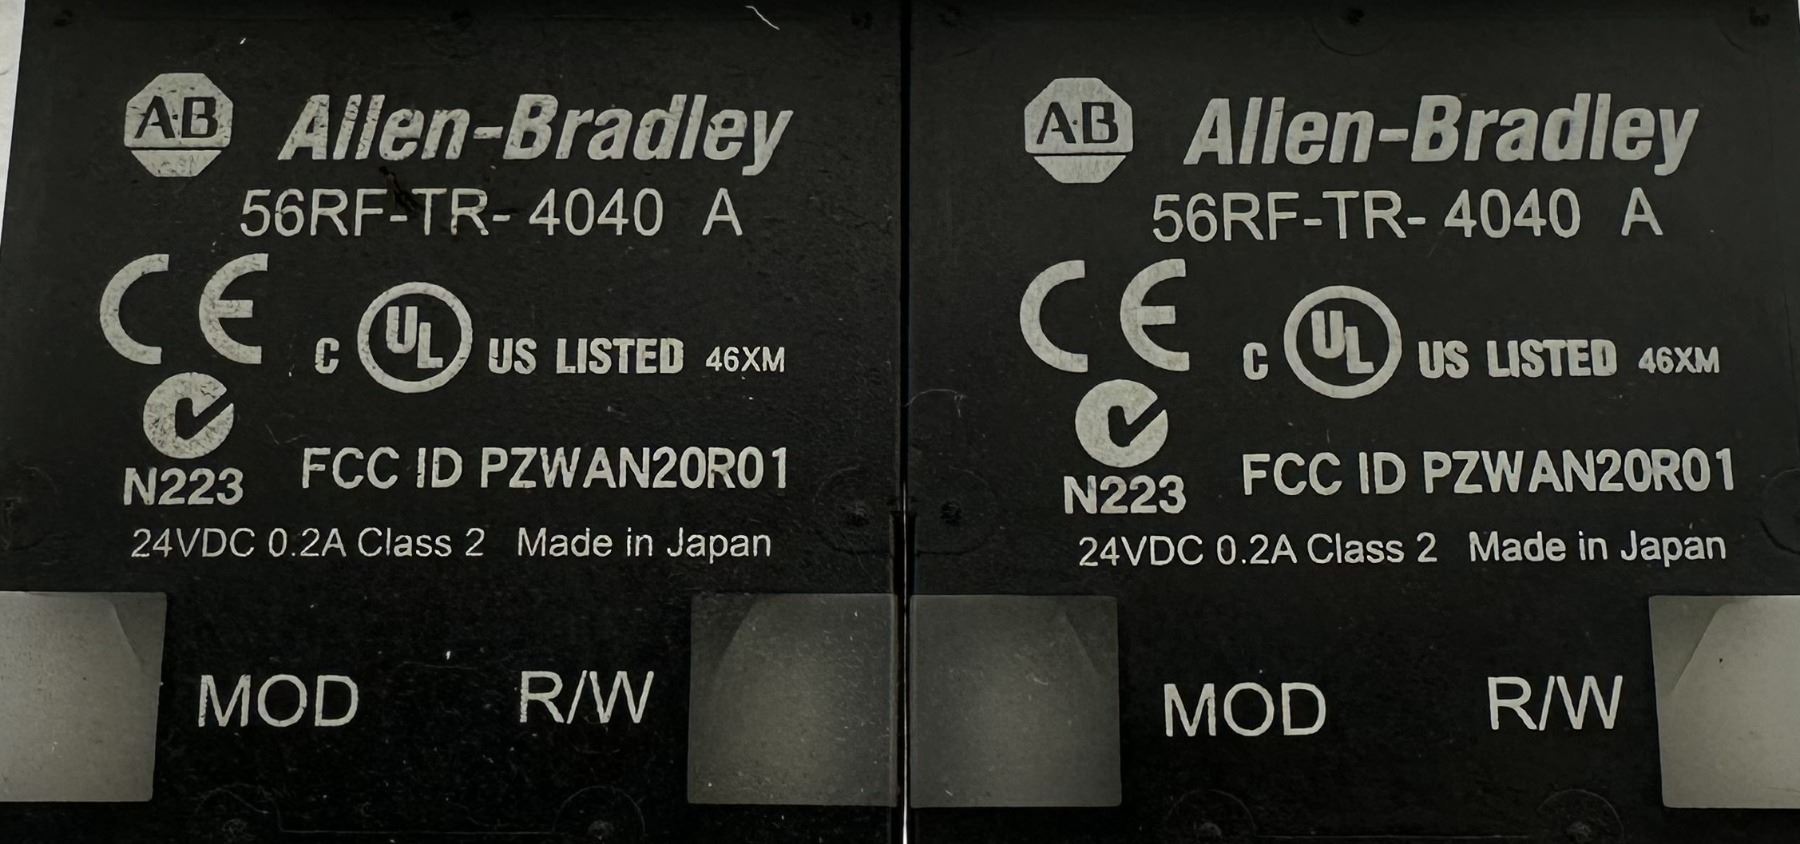 A·B Allen-Bradley
56RF-TR- 4040 A
CE
C UL US LISTED 46XM
N223
FCC ID PZWAN20R01
24VDC 0.2A Class 2 Made in Japan
MOD R/W
A·B Allen-Bradley
56RF-TR- 4040 A
CE
C UL US LISTED 46XM
N223
FCC ID PZWAN20R01
24VDC 0.2A Class 2 Made in Japan
MOD R/W